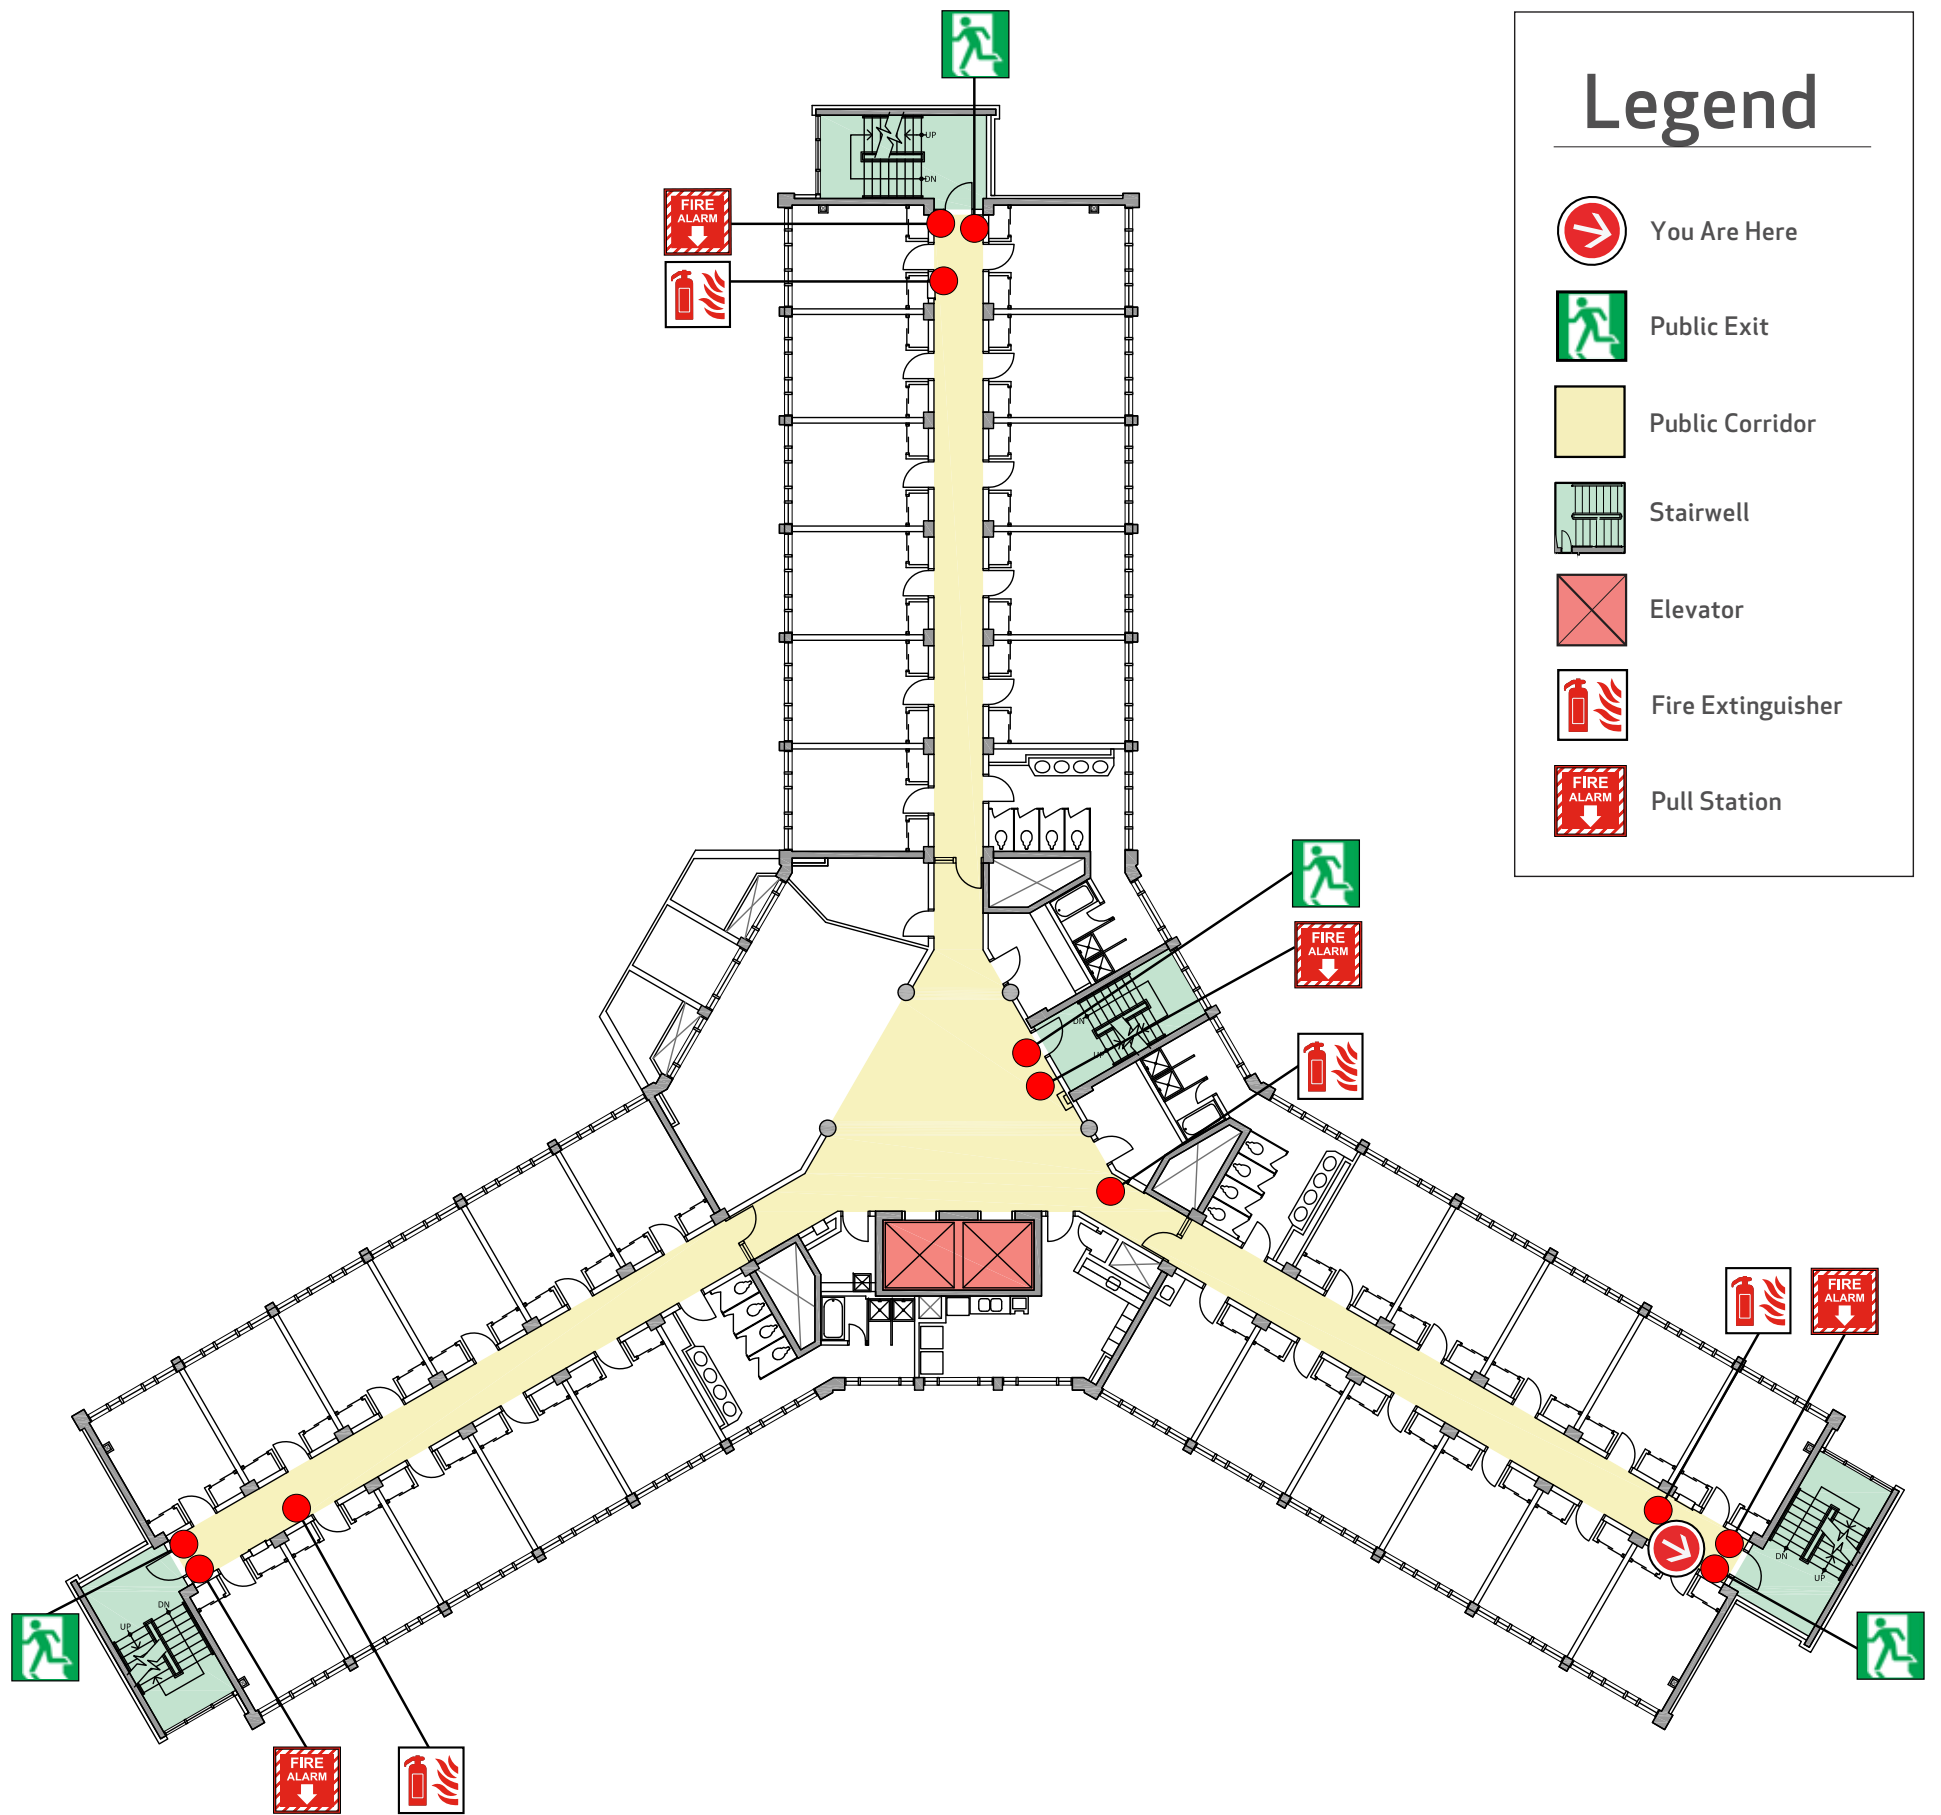 Legend
You Are Here
Public Exit
Public Corridor
Stairwell
Elevator
Fire Extinguisher
FIRE
ALARM
Pull Station
UP
DN
FIRE
ALARM
FIRE
ALARM
DN
UP
FIRE
ALARM
DN
UP
DN
UP
FIRE
ALARM